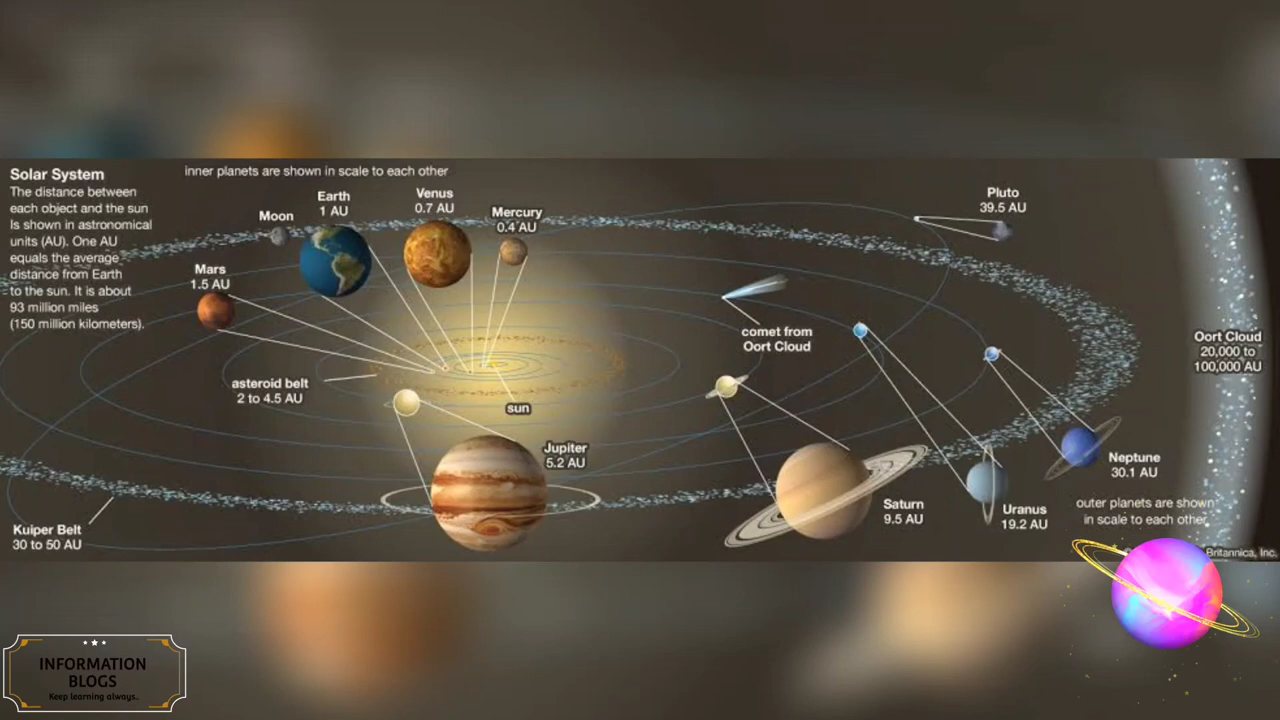 Solar System
The distance between
each object and the sun
Is shown in astronomical
units (AU). One AU
equals the average
distance from Earth
to the sun. It is about
93 million miles
(150 million kilometers).
inner planets are shown in scale to each other
Moon
Earth
1 AU
Venus
0.7 AU
Mercury
0.4 AU
Mars
1.5 AU
Pluto
39.5 AU
comet from
Oort Cloud
Oort Cloud
20,000 to
100,000 AU
asteroid belt
2 to 4.5 AU
sun
Jupiter
5.2 AU
Saturn
9.5 AU
Uranus
19.2 AU
Neptune
30.1 AU
outer planets are shown
in scale to each other
Kuiper Belt
30 to 50 AU
Britannica, Inc.
INFORMATION
BLOGS
Keep learning always..